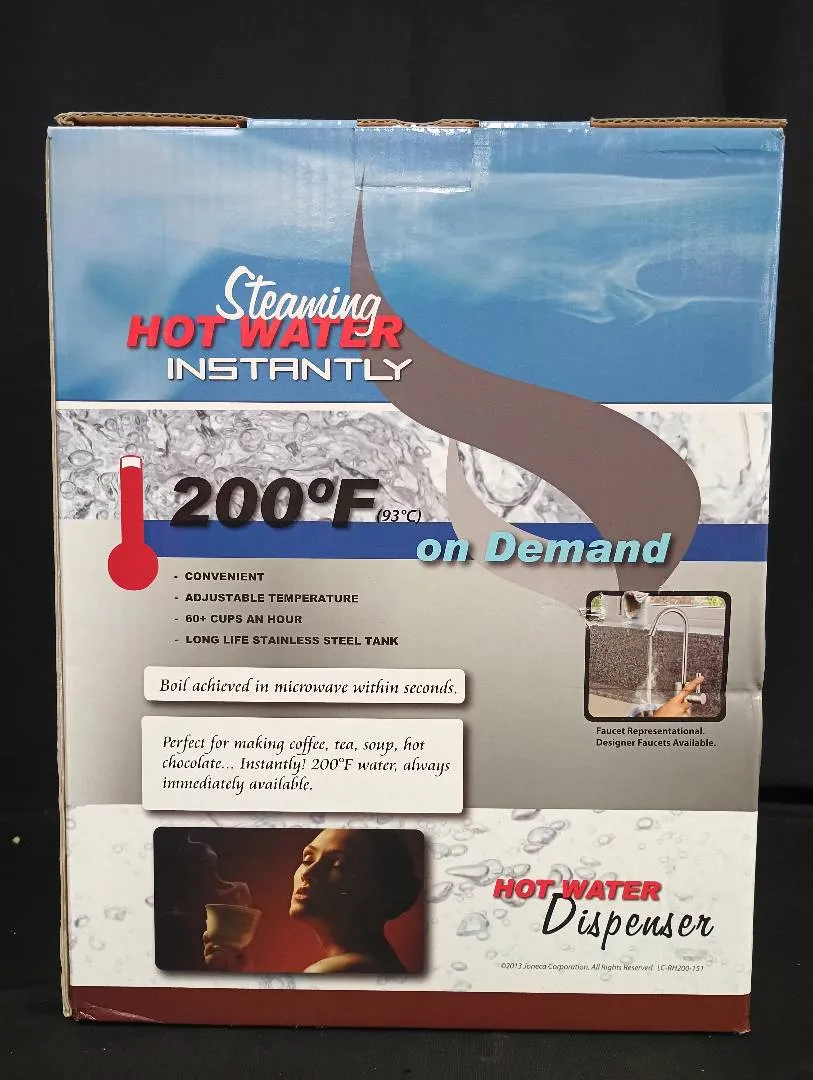 Steaming
HOT WATER
INSTANTLY
200°F (93°C)
on Demand
- CONVENIENT
- ADJUSTABLE TEMPERATURE
- 60+ CUPS AN HOUR
- LONG LIFE STAINLESS STEEL TANK
Boil achieved in microwave within seconds.
Perfect for making coffee, tea, soup, hot
chocolate... Instantly! 200°F water, always
immediately available.
Faucet Representational.
Designer Faucets Available.
HOT WATER
Dispenser
©2013 Joneca Corporation, All Rights Reserved. LC-RH200-151